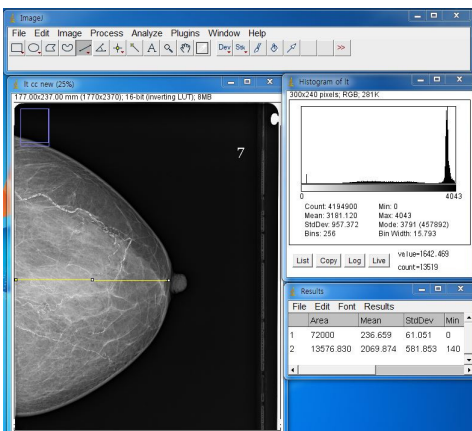 ImageJ
File Edit Image Process Analyze Plugins Window Help
A Dev Stk >>
lt cc new (25%)
177.00x237.00 mm (1770x2370); 16-bit (inverting LUT); 8MB
7
Histogram of lt
300x240 pixels; RGB; 281K
0 4043
Count: 4194900 Min: 0
Mean: 3181.120 Max: 4043
StdDev: 957.372 Mode: 3791 (457892)
Bins: 256 Bin Width: 15.793
List Copy Log Live value=1642.469
count=13519
Results
File Edit Font Results
Area Mean StdDev Min
1 72000 236.659 61.051 0
2 13576.830 2069.874 581.853 140